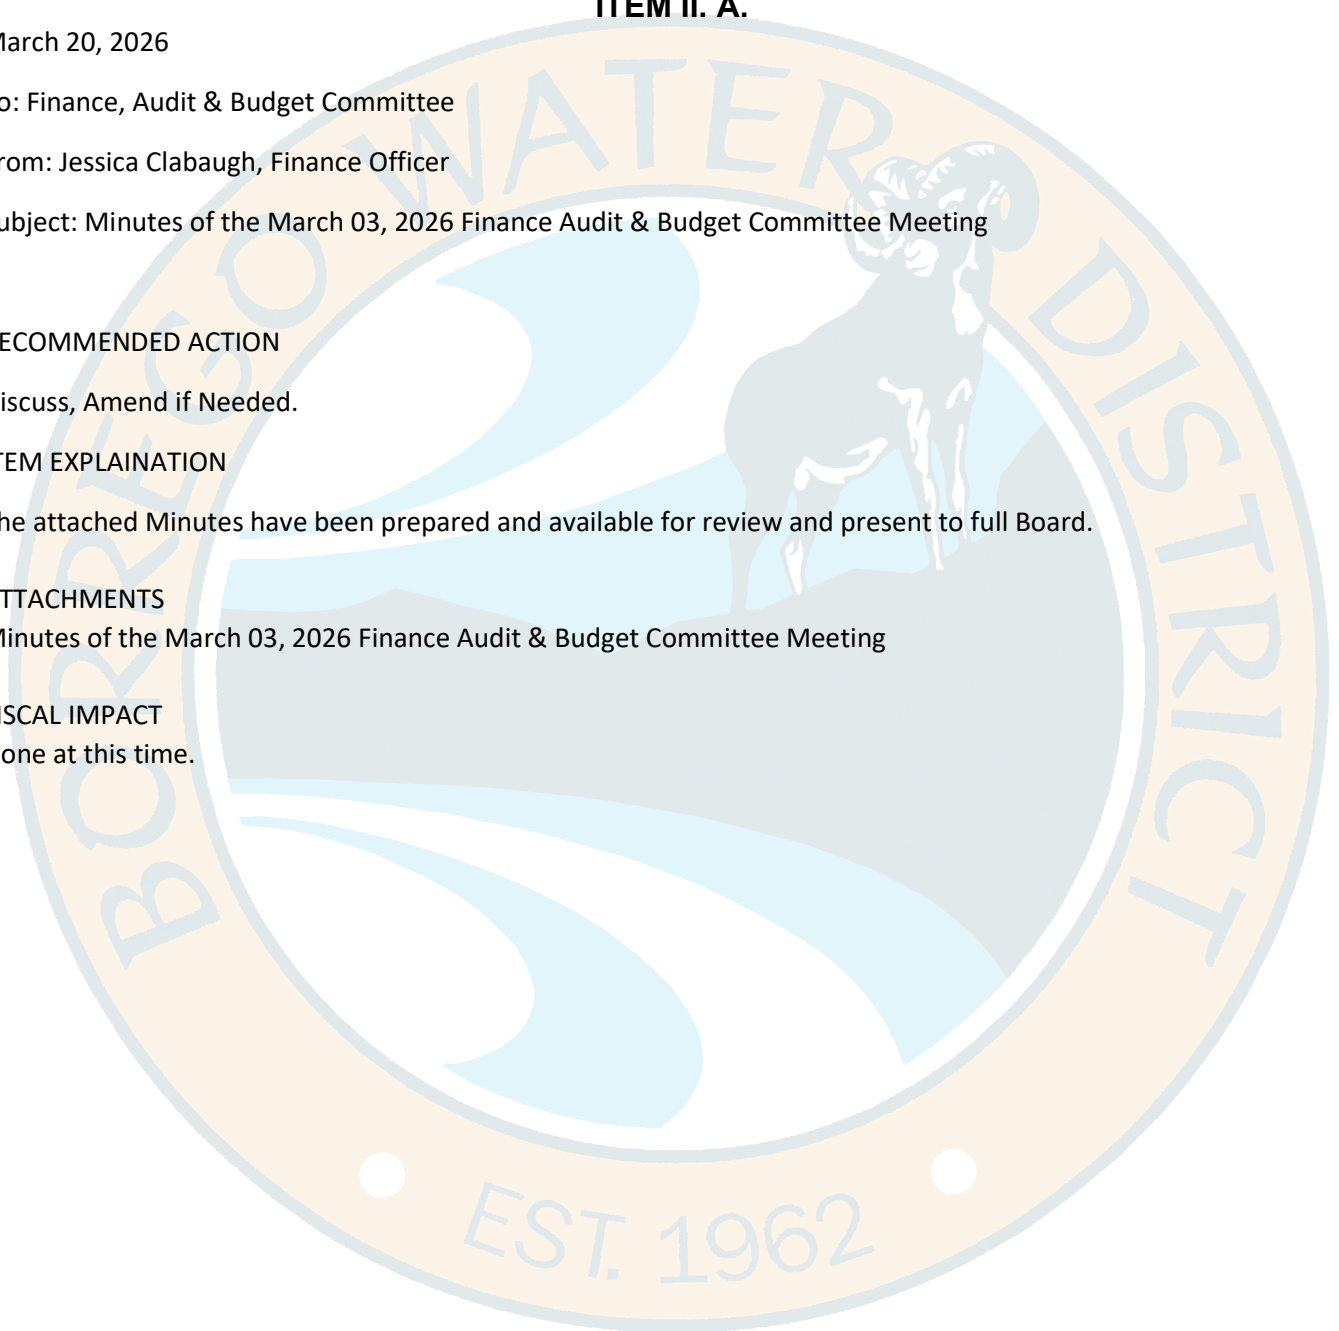 ITEM II. A.
March 20, 2026
o: Finance, Audit & Budget Committee
rom: Jessica Clabaugh, Finance Officer
ubject: Minutes of the March 03, 2026 Finance Audit & Budget Committee Meeting
ECOMMENDED ACTION
iscuss, Amend if Needed.
TEM EXPLAINATION
he attached Minutes have been prepared and available for review and present to full Board.
TTACHMENTS
Minutes of the March 03, 2026 Finance Audit & Budget Committee Meeting
ISCAL IMPACT
one at this time.
BORREGO WATER DISTRICT
EST. 1962